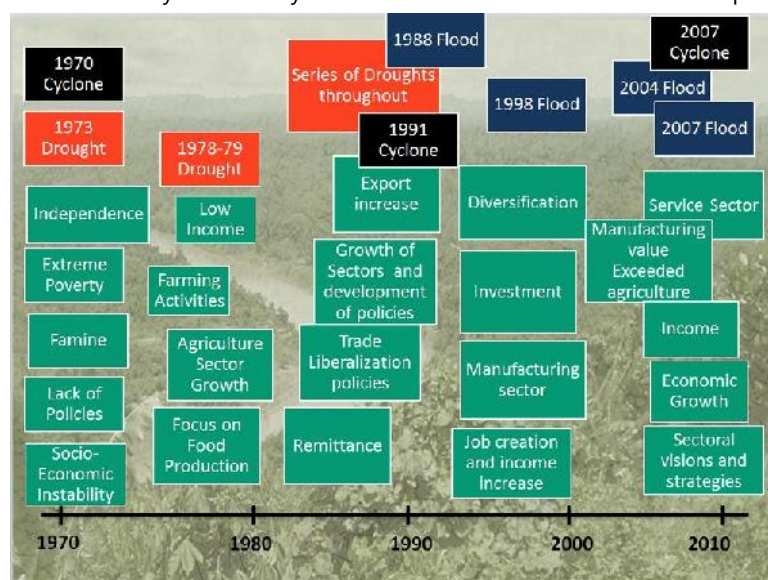 1970
Cyclone
1973
Drought
Independence
Extreme
Poverty
Famine
Lack of
Policies
Socio-
Economic
Instability
1978-79
Drought
Low
Income
Farming
Activities
Agriculture
Sector
Growth
Focus on
Food
Production
Series of Droughts
throughout
1988 Flood
1991
Cyclone
Export
increase
Growth of
Sectors and
development
of policies
Trade
Liberalization
policies
Remittance
1998 Flood
Diversification
Investment
Manufacturing
sector
Job creation
and income
increase
2007
Cyclone
2004 Flood
2007 Flood
Service Sector
Manufacturing
value
Exceeded
agriculture
Income
Economic
Growth
Sectoral
visions and
strategies
1970
1980
1990
2000
2010